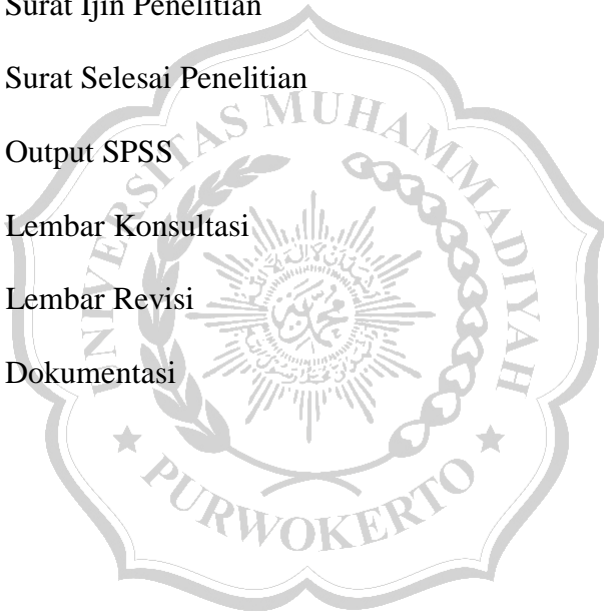 Surat Ijin Penelitian
Surat Selesai Penelitian
Output SPSS
Lembar Konsultasi
Lembar Revisi
Dokumentasi
UNIVERSITAS MUHAMMADIYAH
PURWOKERTO